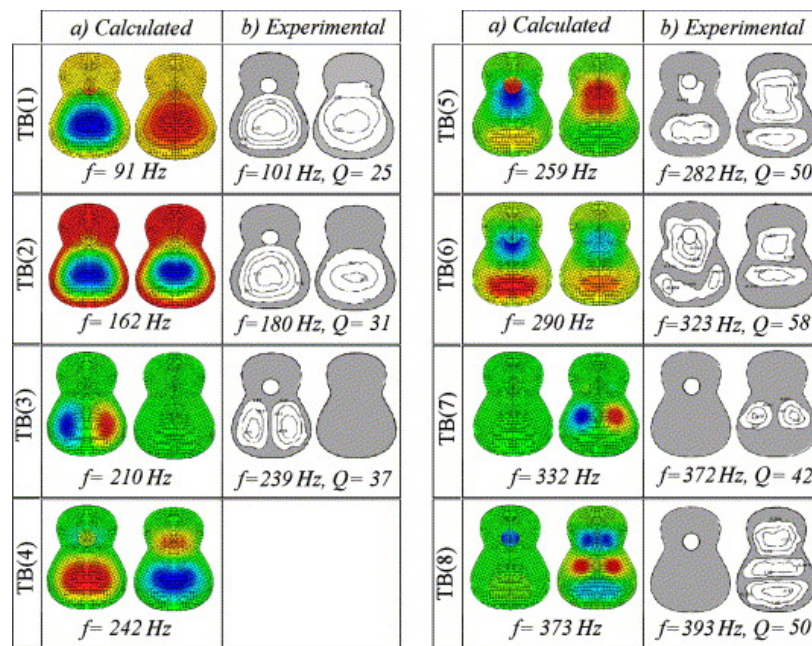 a) Calculated b) Experimental
TB(1)
f= 91 Hz f=101 Hz, Q= 25
TB(2)
f= 162 Hz f=180 Hz, Q= 31
TB(3)
f= 210 Hz f=239 Hz, Q= 37
TB(4)
f= 242 Hz
a) Calculated b) Experimental
TB(5)
f= 259 Hz f=282 Hz, Q= 50
TB(6)
f= 290 Hz f=323 Hz, Q= 58
TB(7)
f= 332 Hz f=372 Hz, Q= 42
TB(8)
f= 373 Hz f=393 Hz, Q= 50